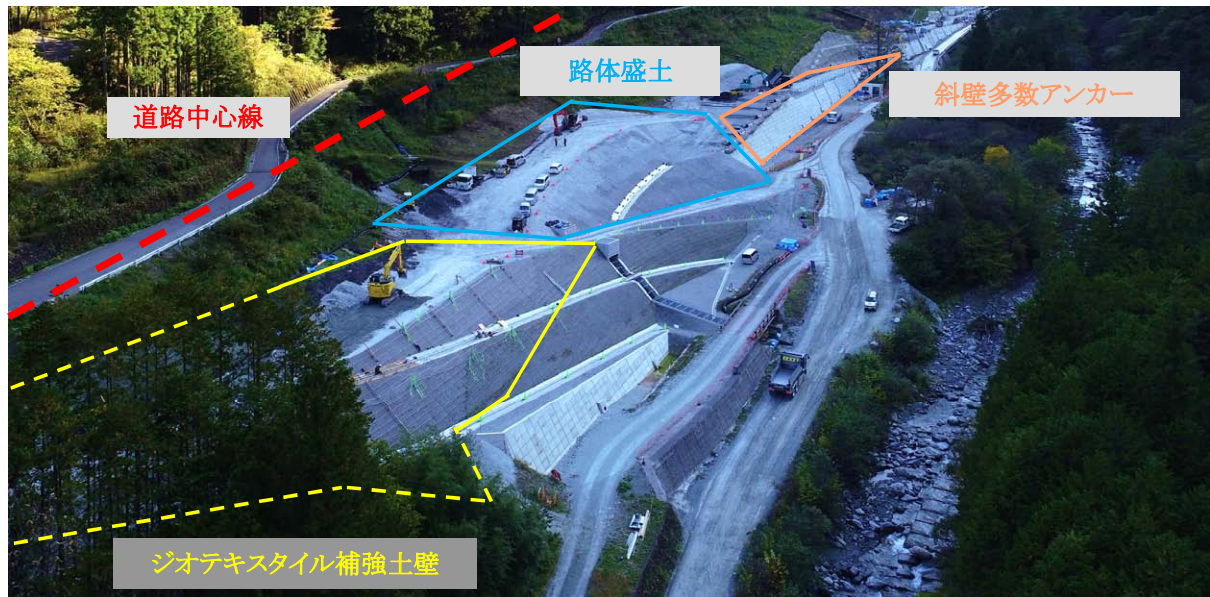 路体盛土
斜壁多数アンカー
道路中心線
ジオテキスタイル補強土壁